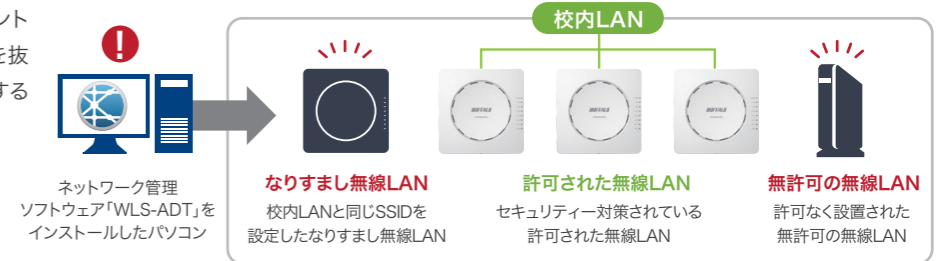 ント
を抜
する
!
ネットワーク管理
ソフトウェア「WLS-ADT」を
インストールしたパソコン
校内LAN
BUFFALO
BUFFALO
BUFFALO
なりすまし無線LAN
校内LANと同じSSIDを
設定したなりすまし無線LAN
許可された無線LAN
セキュリティー対策されている
許可された無線LAN
無許可の無線LAN
許可なく設置された
無許可の無線LAN